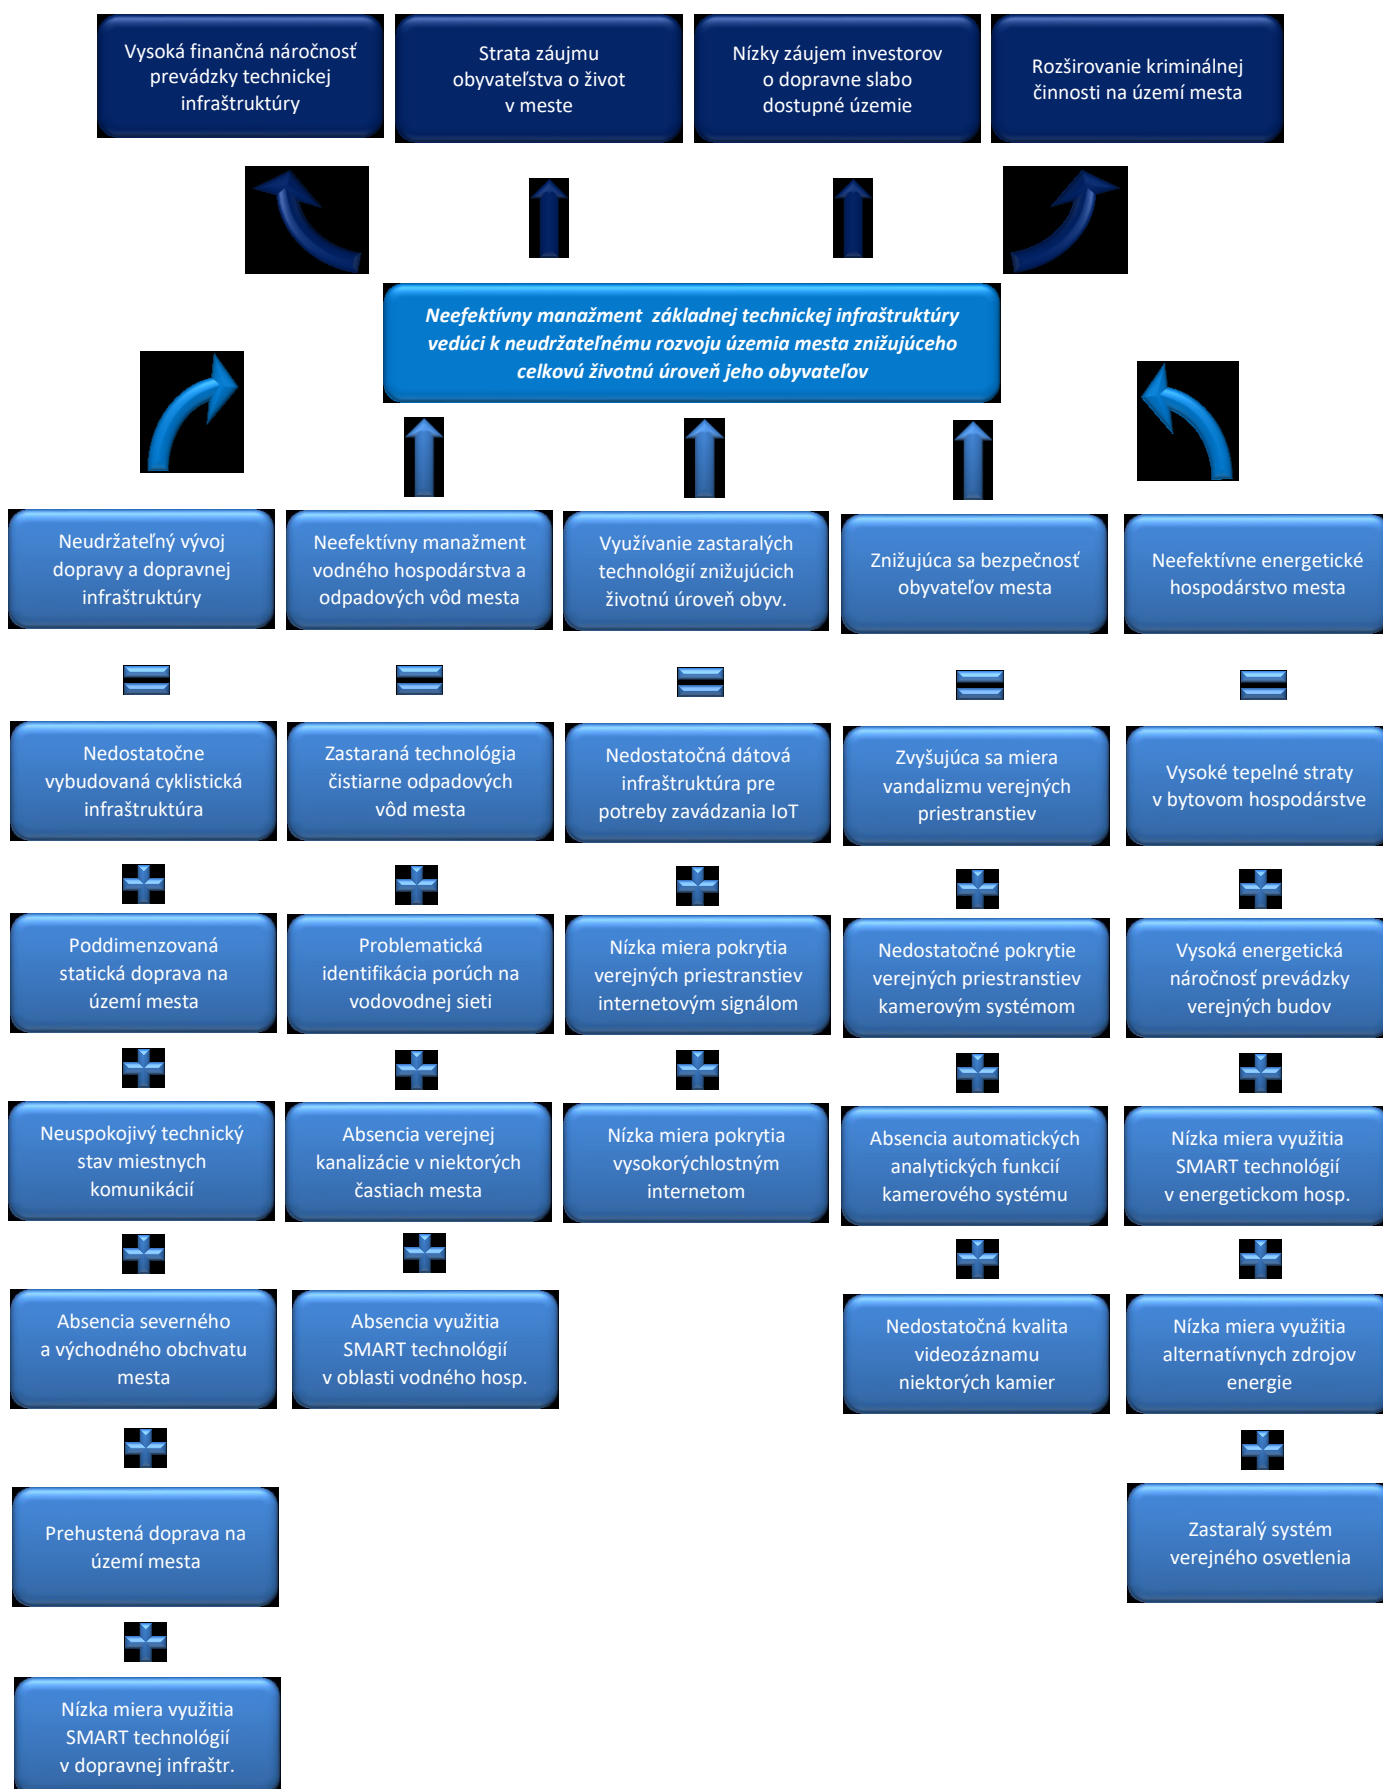 Vysoká finančná náročnosť
prevádzky technickej
infraštruktúry
Strata záujmu
obyvateľstva o život
v meste
Nízky záujem investorov
o dopravne slabo
dostupné územie
Rozširovanie kriminálnej
činnosti na území mesta
Neefektívny manažment základnej technickej infraštruktúry
vedúci k neudržateľnému rozvoju územia mesta znižujúceho
celkovú životnú úroveň jeho obyvateľov
Neudržateľný vývoj
dopravy a dopravnej
infraštruktúry
Neefektívny manažment
vodného hospodárstva a
odpadových vôd mesta
Využívanie zastaralých
technológií znižujúcich
životnú úroveň obyv.
Znižujúca sa bezpečnosť
obyvateľov mesta
Neefektívne energetické
hospodárstvo mesta
Nedostatočne
vybudovaná cyklistická
infraštruktúra
Zastaraná technológia
čistiarne odpadových
vôd mesta
Nedostatočná dátová
infraštruktúra pre
potreby zavádzania IoT
Zvyšujúca sa miera
vandalizmu verejných
priestranstiev
Vysoké tepelné straty
v bytovom hospodárstve
Poddimenzovaná
statická doprava na
území mesta
Problematická
identifikácia porúch na
vodovodnej sieti
Nízka miera pokrytia
verejných priestranstiev
internetovým signálom
Nedostatočné pokrytie
verejných priestranstiev
kamerovým systémom
Vysoká energetická
náročnosť prevádzky
verejných budov
Neuspokojivý technický
stav miestnych
komunikácií
Absencia verejnej
kanalizácie v niektorých
častiach mesta
Nízka miera pokrytia
vysokorýchlostným
internetom
Absencia automatických
analytických funkcií
kamerového systému
Nízka miera využitia
SMART technológií
v energetickom hosp.
Absencia severného
a východného obchvatu
mesta
Absencia využitia
SMART technológií
v oblasti vodného hosp.
Nedostatočná kvalita
videozáznamu
niektorých kamier
Nízka miera využitia
alternatívnych zdrojov
energie
Prehustená doprava na
území mesta
Zastaralý systém
verejného osvetlenia
Nízka miera využitia
SMART technológií
v dopravnej infraštr.